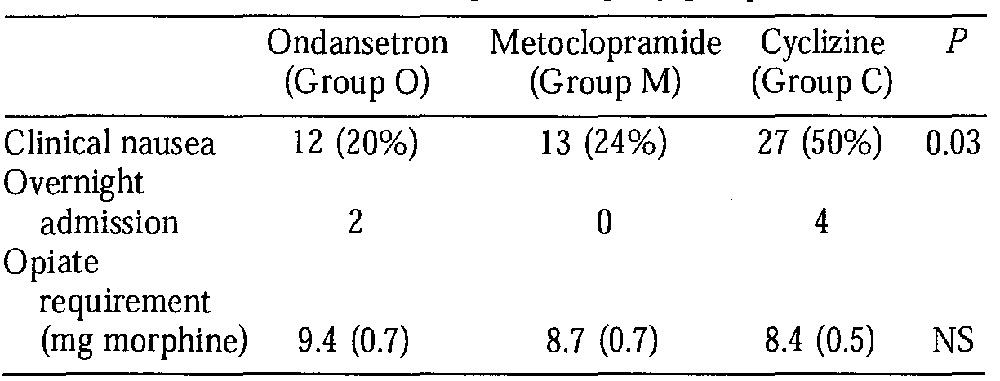 Ondansetron Metoclopramide Cyclizine P
(Group O) (Group M) (Group C)
Clinical nausea 12 (20%) 13 (24%) 27 (50%) 0.03
Overnight
admission 2 0 4
Opiate
requirement
(mg morphine) 9.4 (0.7) 8.7 (0.7) 8.4 (0.5) NS